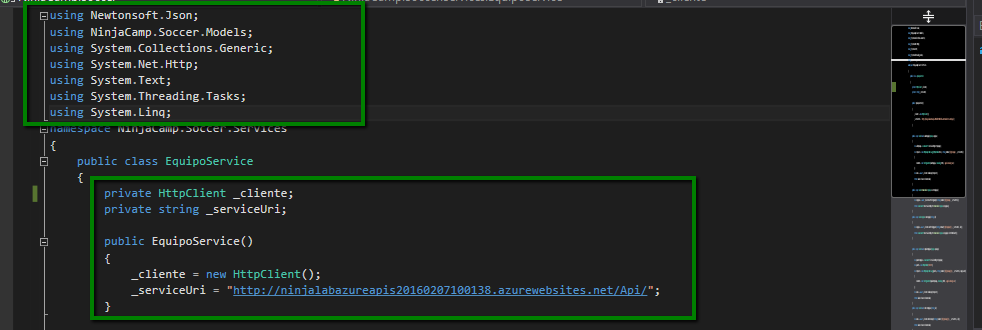 using Newtonsoft.Json;
using NinjaCamp.Soccer.Models;
using System.Collections.Generic;
using System.Net.Http;
using System.Text;
using System.Threading.Tasks;
using System.Linq;
namespace NinjaCamp.Soccer.Services
{
public class EquipoService
{
private HttpClient _cliente;
private string _serviceUri;
public EquipoService()
{
_cliente = new HttpClient();
_serviceUri = "http://ninjalabazureapis20160207100138.azurewebsites.net/Api/";
}